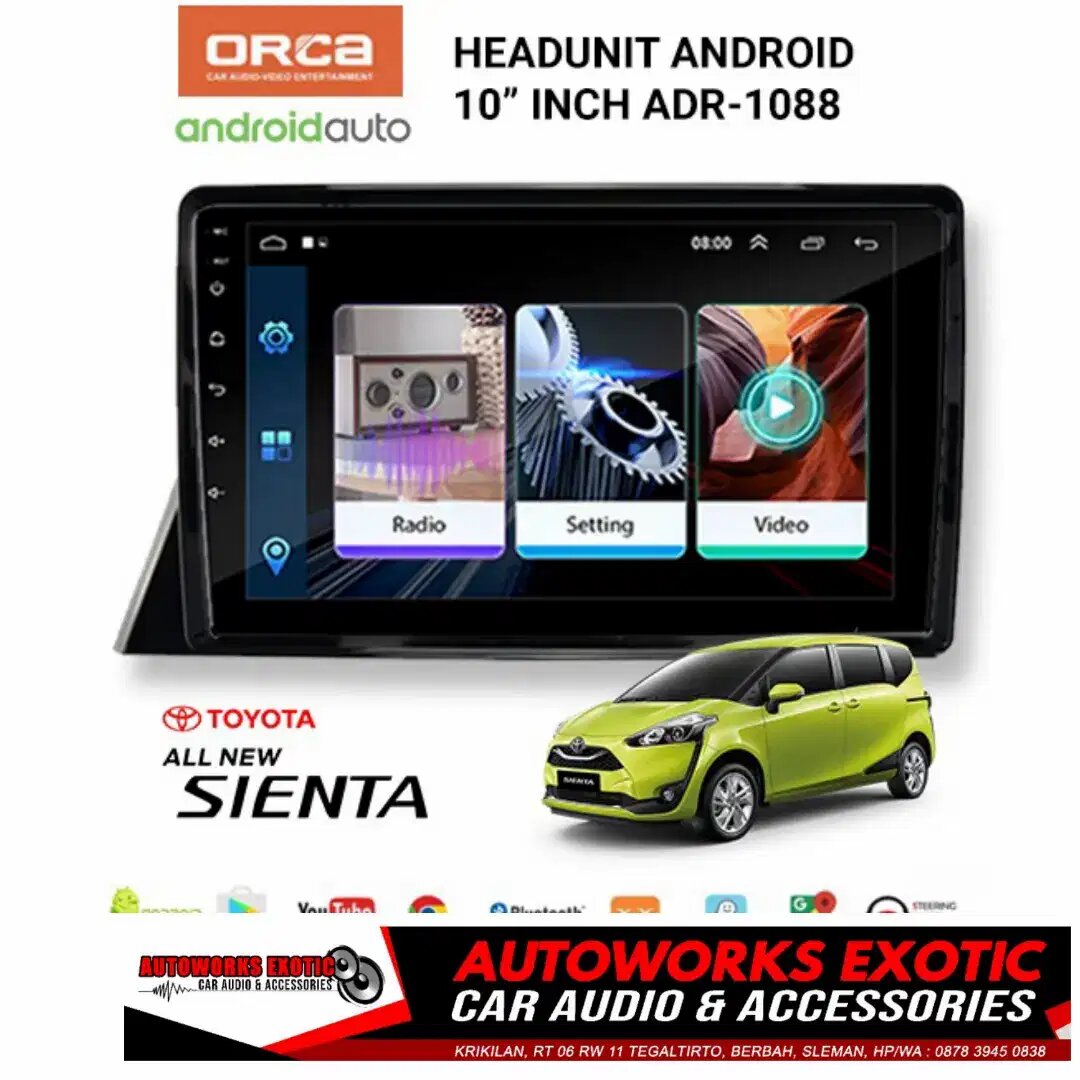 ORCA
CAR AUDIO-VIDEO ENTERTAINMENT
androidauto
HEADUNIT ANDROID
10” INCH ADR-1088
08:00
Radio
Setting
Video
TOYOTA
ALL NEW
SIENTA
SIENTA
YouTube
Bluetooth
STEERING
AUTOWORKS EXOTIC
CAR AUDIO & ACCESSORIES
AUTOWORKS EXOTIC
CAR AUDIO & ACCESSORIES
KRIKILAN, RT 06 RW 11 TEGALTIRTO, BERBAH, SLEMAN, HP/WA : 0878 3945 0838